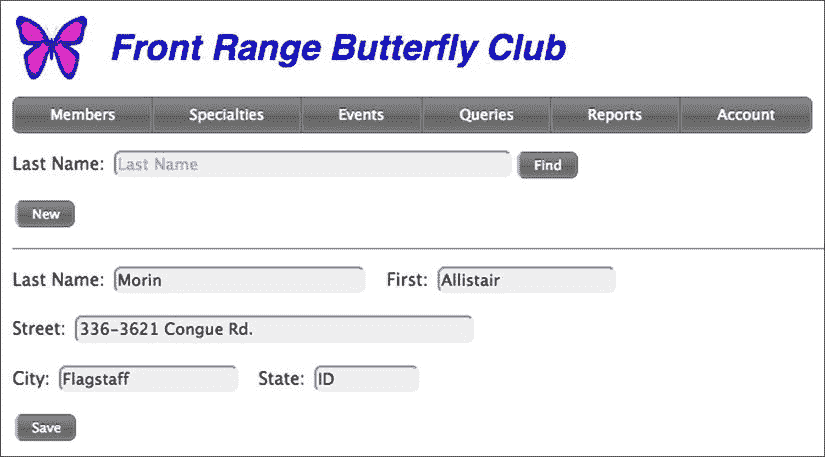 Front Range Butterfly Club
Members Specialties Events Queries Reports Account
Last Name: Last Name Find
New
Last Name: Morin First: Allistair
Street: 336-3621 Congue Rd.
City: Flagstaff State: ID
Save